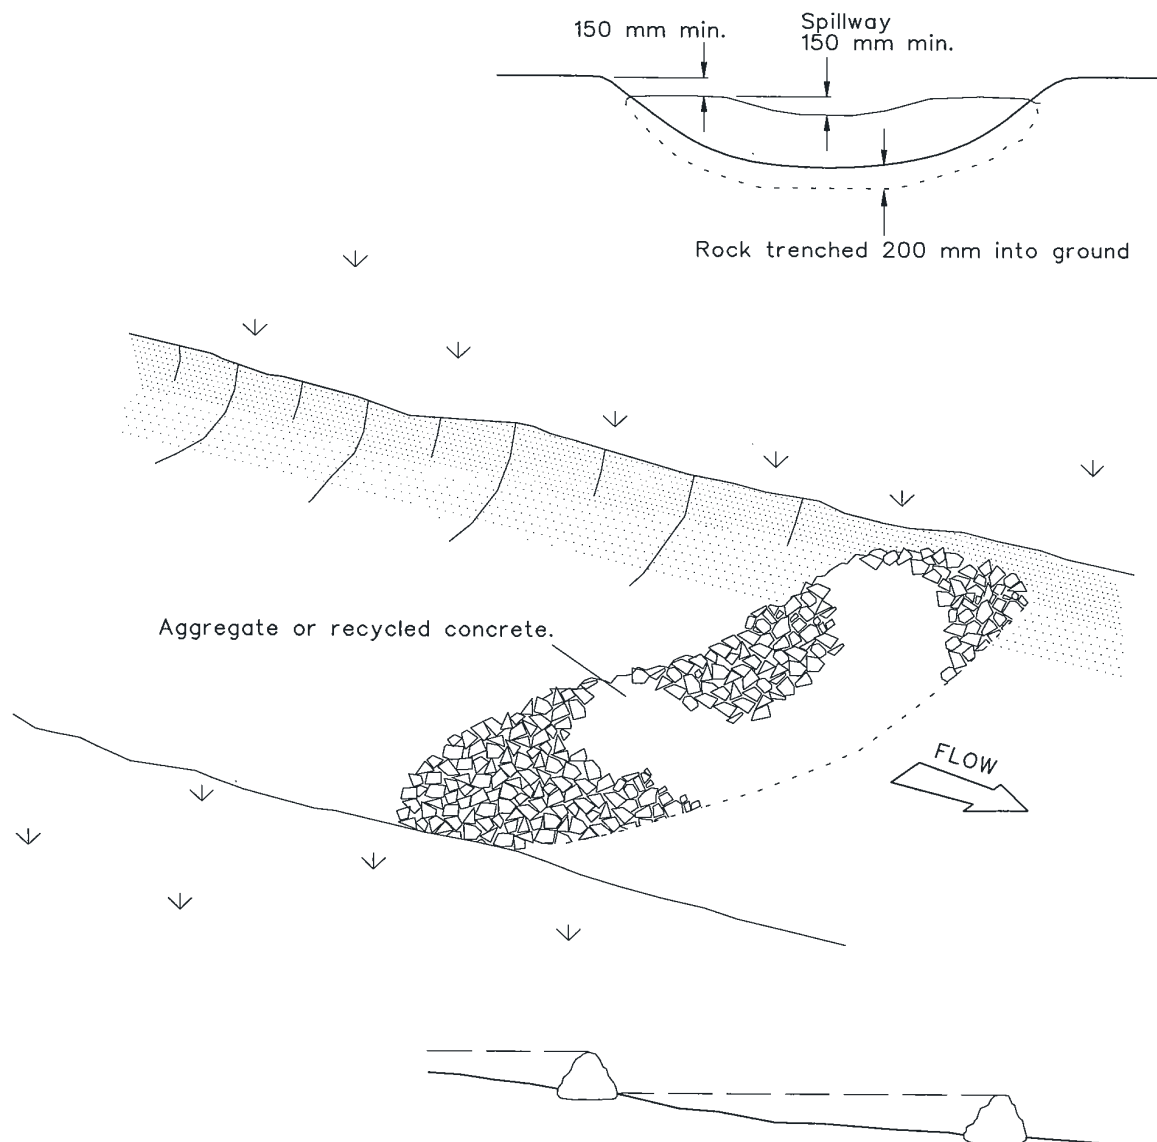 150 mm min.
Spillway
150 mm min.
Rock trenched 200 mm into ground
Aggregate or recycled concrete.
FLOW